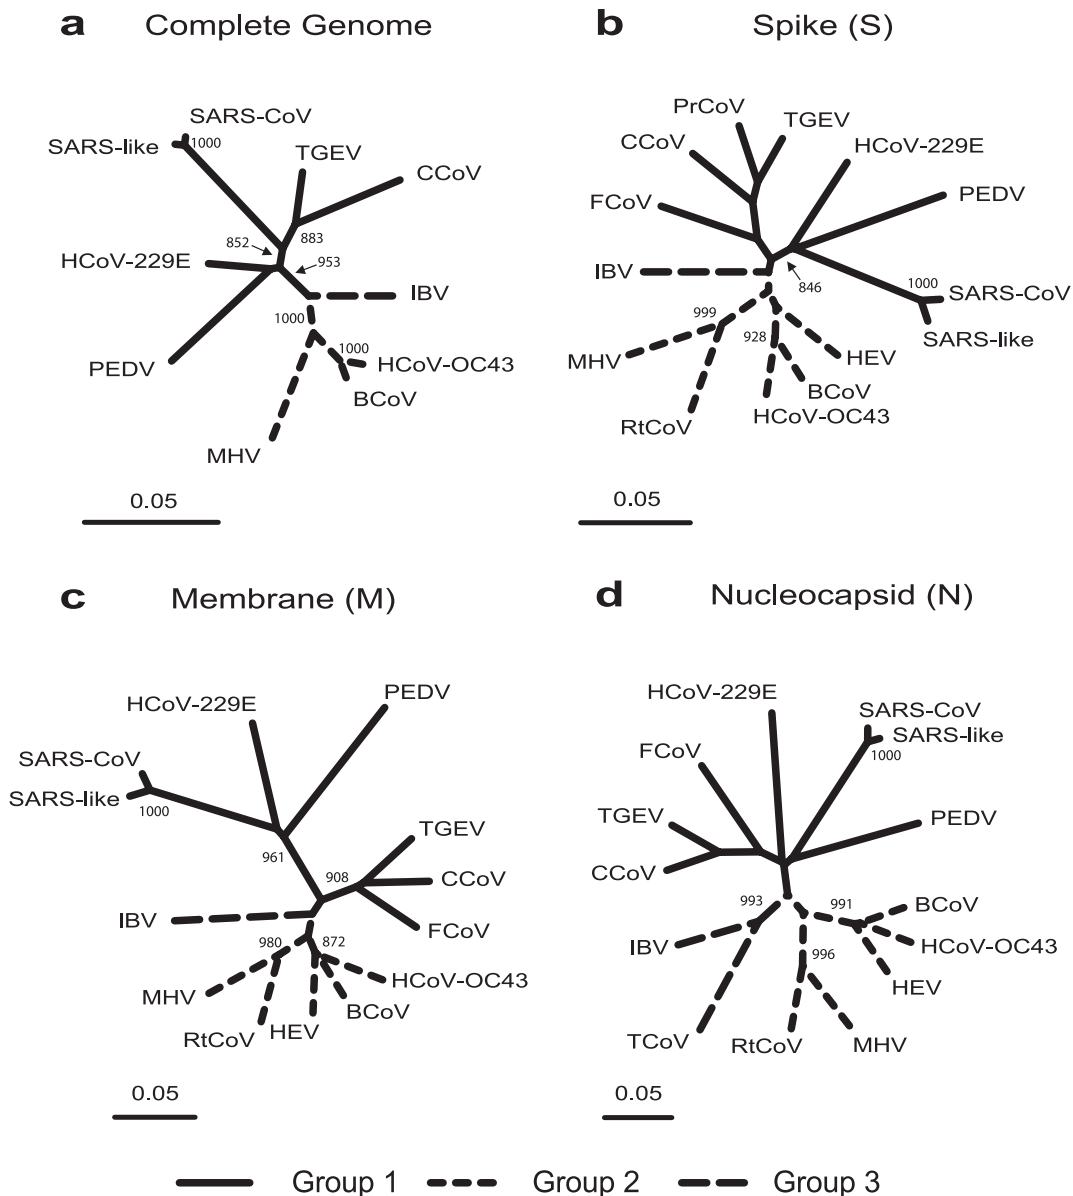 a Complete Genome
SARS-CoV
SARS-like
1000
TGEV
CCoV
852
883
HCoV-229E
953
IBV
1000
PEDV
1000
HCoV-OC43
BCoV
MHV
0.05
b Spike (S)
PrCoV
TGEV
CCoV
HCoV-229E
FCoV
PEDV
IBV
846
1000
SARS-CoV
999
SARS-like
928
MHV
HEV
BCoV
RtCoV
HCoV-OC43
0.05
c Membrane (M)
PEDV
HCoV-229E
SARS-CoV
SARS-like
1000
TGEV
961
908
CCoV
IBV
FCoV
980
872
HCoV-OC43
MHV
BCoV
RtCoV
HEV
0.05
d Nucleocapsid (N)
HCoV-229E
SARS-CoV
SARS-like
FCoV
1000
TGEV
PEDV
CCoV
993
991
BCoV
IBV
HCoV-OC43
996
HEV
TCoV
RtCoV
MHV
0.05
Group 1 Group 2 Group 3